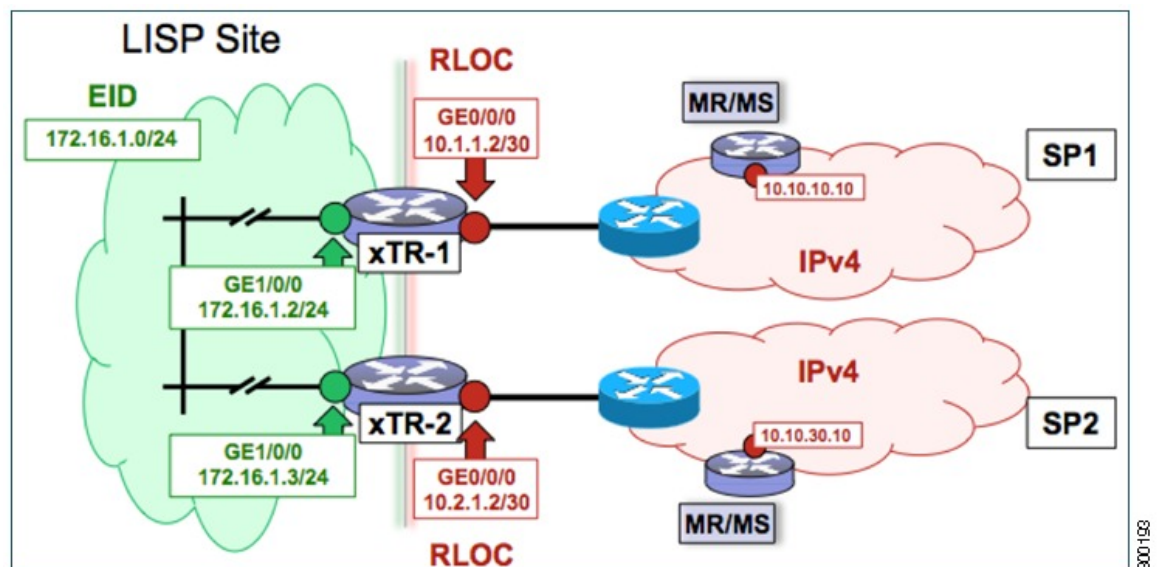 LISP Site
EID
172.16.1.0/24
RLOC
GE0/0/0
10.1.1.2/30
MR/MS
SP1
10.10.10.10
xTR-1
IPv4
GE1/0/0
172.16.1.2/24
IPv4
xTR-2
SP2
10.10.30.10
GE1/0/0
172.16.1.3/24
GE0/0/0
10.2.1.2/30
MR/MS
RLOC
300193